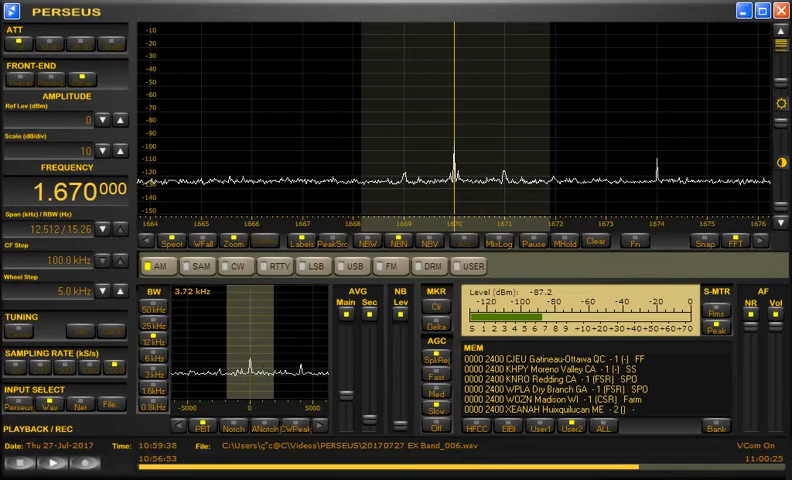 PERSEUS
ATT
FRONT-END
AMPLITUDE
Ref Lev (dBm)
0
Scale (dB/div)
10
FREQUENCY
1.670000
Span (kHz) / RBW (Hz)
12.512 / 15.26
CF Step
100.0 kHz
Wheel Step
5.0 kHz
TUNING
SAMPLING RATE (kS/s)
INPUT SELECT
Perseus Wav Net File..
PLAYBACK / REC
-10
-20
-30
-40
-50
-60
-70
-80
-90
-100
-110
-120
-130
-140
-150
1664 1665 1666 1667 1668 1669 1670 1671 1672 1673 1674 1675 1676
Spect WFall Zoom Labels PeakSrc NBW NBN NBV MkrLog Pause MHold Clear Fn Snap FFT
AM SAM CW RTTY LSB USB FM DRM USER
BW
50kHz
25 kHz
12 kHz
6 kHz
3 kHz
1.6kHz
0.8kHz
3.72 kHz
-5000 0 5000
PBT Notch ANotch CWPeak
AVG
Main Sec
NB
Lev
MKR
Clr
Delta
AGC
Fast
Med
Slow
Off
Level (dBm): -87.2
-120 -100 -80 -60 -40 -20 0
S 1 2 3 4 5 6 7 8 9 +10 +20 +30 +40 +50 +60 +70
S-MTR
Rms
Peak
AF
NR Vol
MEM
0000 2400 CJEU Gatineau-Ottawa QC - 1 (-) FF
0000 2400 KHPY Moreno Valley CA - 1 (-) SS
0000 2400 KNRO Redding CA - 1 (FSR) SPO
0000 2400 WPLA Dry Branch GA - 1 (FSR) SPO
0000 2400 WOZN Madison WI - 1 (FSR) Farm
0000 2400 XEANAH Huixquilucan ME - 2 () -
HFCC EIBI User1 User2 ALL Bank
Date: Thu 27-Jul-2017 Time: 10:59:38 File: C:\Users\ç"c@C\Videos\PERSEUS\20170727 EX Band_006.wav VCom On
10:56:53 11:00:25